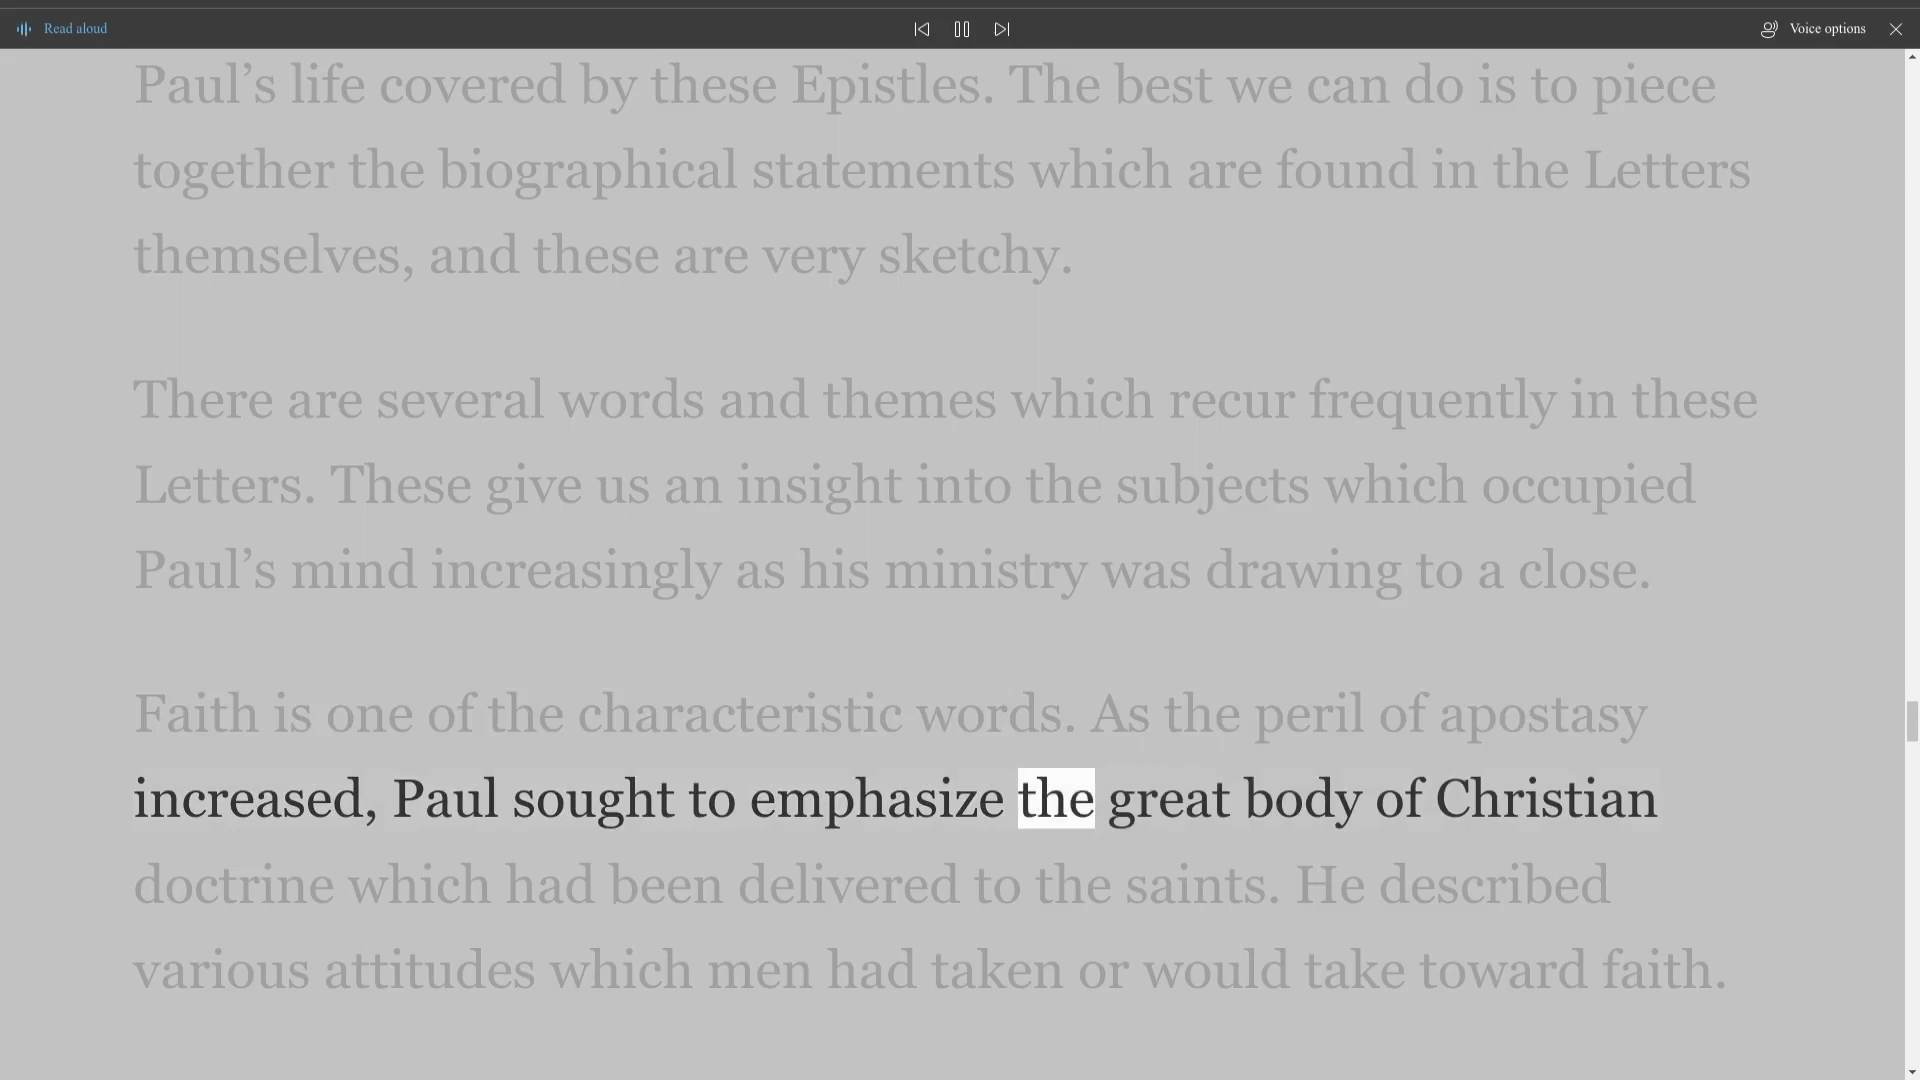 Read aloud
Voice options
Paul’s life covered by these Epistles. The best we can do is to piece
together the biographical statements which are found in the Letters
themselves, and these are very sketchy.
There are several words and themes which recur frequently in these
Letters. These give us an insight into the subjects which occupied
Paul’s mind increasingly as his ministry was drawing to a close.
Faith is one of the characteristic words. As the peril of apostasy
increased, Paul sought to emphasize the great body of Christian
doctrine which had been delivered to the saints. He described
various attitudes which men had taken or would take toward faith.